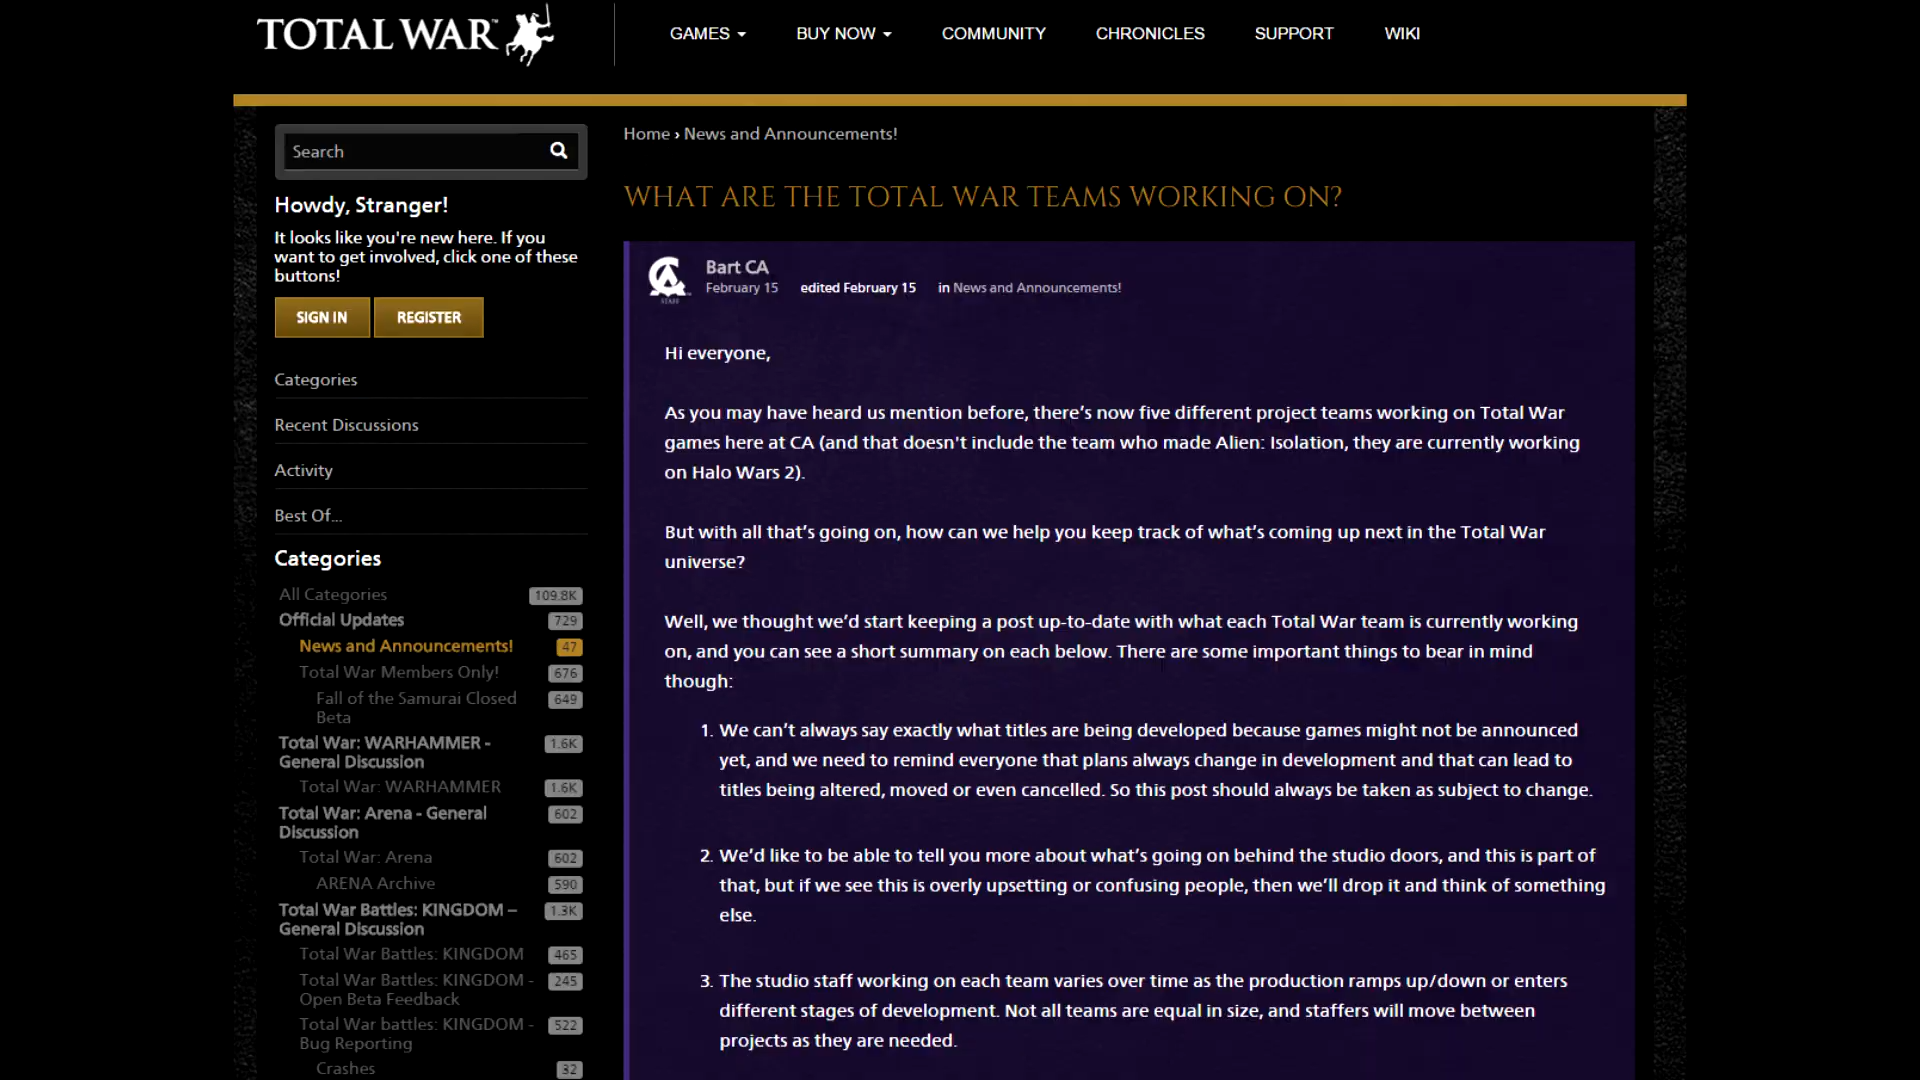 TOTAL WAR™
GAMES
BUY NOW
COMMUNITY
CHRONICLES
SUPPORT
WIKI
Search
Howdy, Stranger!
It looks like you're new here. If you
want to get involved, click one of these
buttons!
SIGN IN
REGISTER
Categories
Recent Discussions
Activity
Best Of...
Categories
All Categories 109.8K
Official Updates 729
News and Announcements! 47
Total War Members Only! 676
Fall of the Samurai Closed 649
Beta
Total War: WARHAMMER - 1.6K
General Discussion
Total War: WARHAMMER 1.6K
Total War: Arena - General 602
Discussion
Total War: Arena 602
ARENA Archive 590
Total War Battles: KINGDOM – 1.3K
General Discussion
Total War Battles: KINGDOM 465
Total War Battles: KINGDOM - 245
Open Beta Feedback
Total War battles: KINGDOM - 522
Bug Reporting
Crashes 32
Home › News and Announcements!
WHAT ARE THE TOTAL WAR TEAMS WORKING ON?
STAFF
Bart CA
February 15 edited February 15 in News and Announcements!
Hi everyone,
As you may have heard us mention before, there’s now five different project teams working on Total War
games here at CA (and that doesn't include the team who made Alien: Isolation, they are currently working
on Halo Wars 2).
But with all that’s going on, how can we help you keep track of what’s coming up next in the Total War
universe?
Well, we thought we’d start keeping a post up-to-date with what each Total War team is currently working
on, and you can see a short summary on each below. There are some important things to bear in mind
though:
1. We can’t always say exactly what titles are being developed because games might not be announced
yet, and we need to remind everyone that plans always change in development and that can lead to
titles being altered, moved or even cancelled. So this post should always be taken as subject to change.
2. We’d like to be able to tell you more about what’s going on behind the studio doors, and this is part of
that, but if we see this is overly upsetting or confusing people, then we’ll drop it and think of something
else.
3. The studio staff working on each team varies over time as the production ramps up/down or enters
different stages of development. Not all teams are equal in size, and staffers will move between
projects as they are needed.